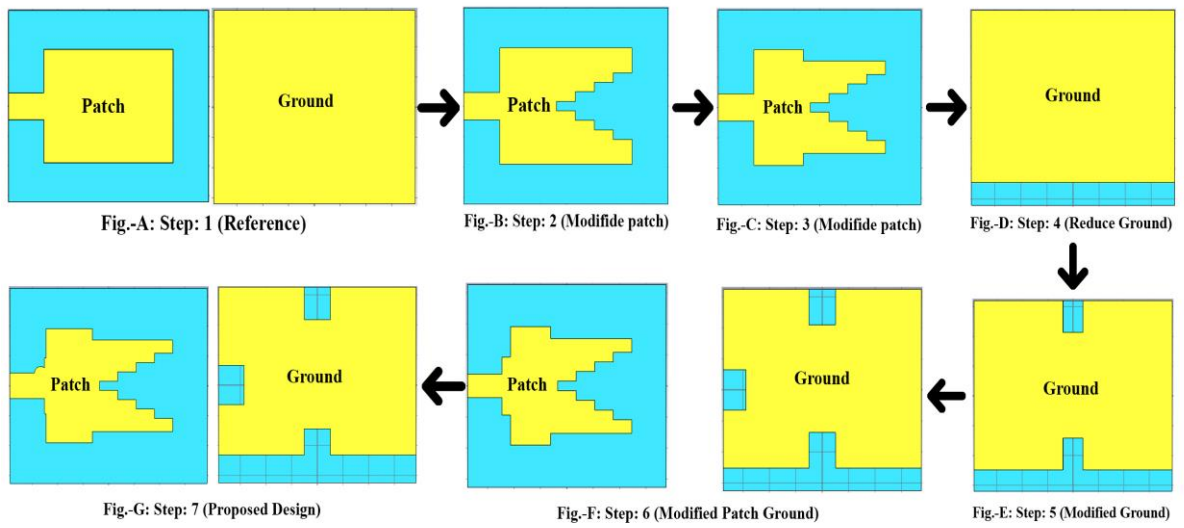 Patch
Ground
Patch
Patch
Ground
Fig.-A: Step: 1 (Reference)
Fig.-B: Step: 2 (Modifide patch)
Fig.-C: Step: 3 (Modifide patch)
Fig.-D: Step: 4 (Reduce Ground)
Patch
Ground
Patch
Ground
Ground
Fig.-G: Step: 7 (Proposed Design)
Fig.-F: Step: 6 (Modified Patch Ground)
Fig.-E: Step: 5 (Modified Ground)